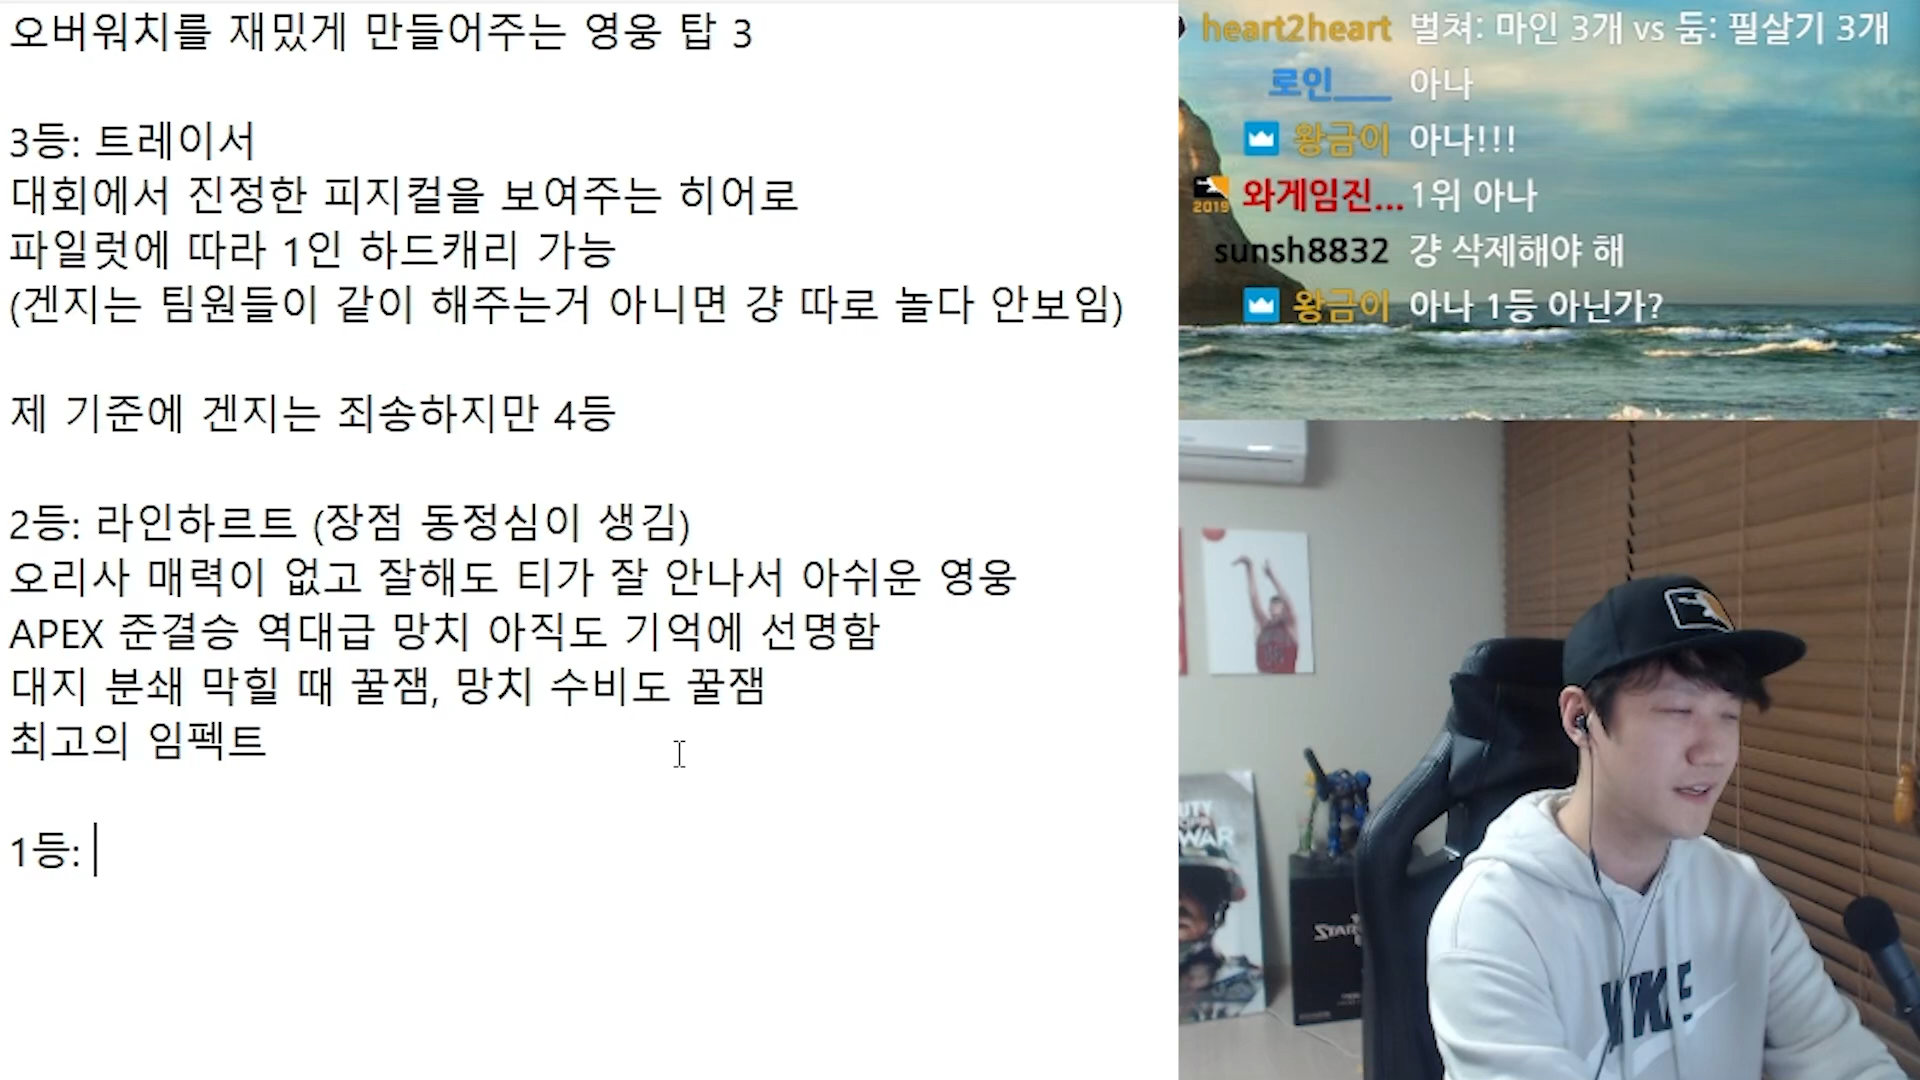 오버워치를 재밌게 만들어주는 영웅 탑 3
3등: 트레이서
대회에서 진정한 피지컬을 보여주는 히어로
파일럿에 따라 1인 하드캐리 가능
(겐지는 팀원들이 같이 해주는거 아니면 걍 따로 놀다 안보임)
제 기준에 겐지는 죄송하지만 4등
2등: 라인하르트 (장점 동정심이 생김)
오리사 매력이 없고 잘해도 티가 잘 안나서 아쉬운 영웅
APEX 준결승 역대급 망치 아직도 기억에 선명함
대지 분쇄 막힐 때 꿀잼, 망치 수비도 꿀잼
최고의 임펙트
1등:
heart2heart 벌쳐: 마인 3개 vs 둠: 필살기 3개
로인___ 아나
왕금이 아나!!!
2019 와게임진... 1위 아나
sunsh8832 걍 삭제해야 해
왕금이 아나 1등 아닌가?
WAR
STAR
NIKE